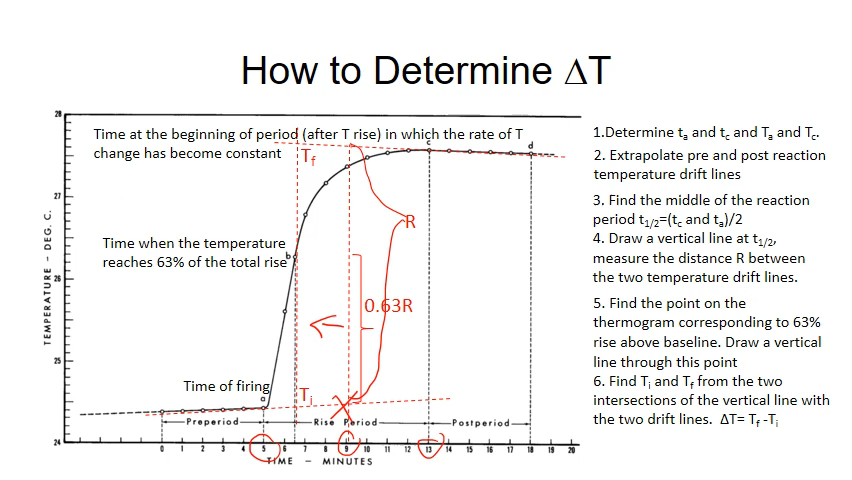 How to Determine ΔT
28
27
26
25
24
TEMPERATURE – DEG. C.
Time at the beginning of period (after T rise) in which the rate of T
change has become constant
Tf
c
d
R
Time when the temperature
reaches 63% of the total rise
b
0.63R
Time of firing
a
Ti
Preperiod
Rise Period
Postperiod
0 1 2 3 4 5 6 7 8 9 10 11 12 13 14 15 16 17 18 19 20
TIME – MINUTES
1.Determine ta and tc and Ta and Tc.
2. Extrapolate pre and post reaction
temperature drift lines
3. Find the middle of the reaction
period t1/2=(tc and ta)/2
4. Draw a vertical line at t1/2,
measure the distance R between
the two temperature drift lines.
5. Find the point on the
thermogram corresponding to 63%
rise above baseline. Draw a vertical
line through this point
6. Find Ti and Tf from the two
intersections of the vertical line with
the two drift lines. ΔT= Tf -Ti